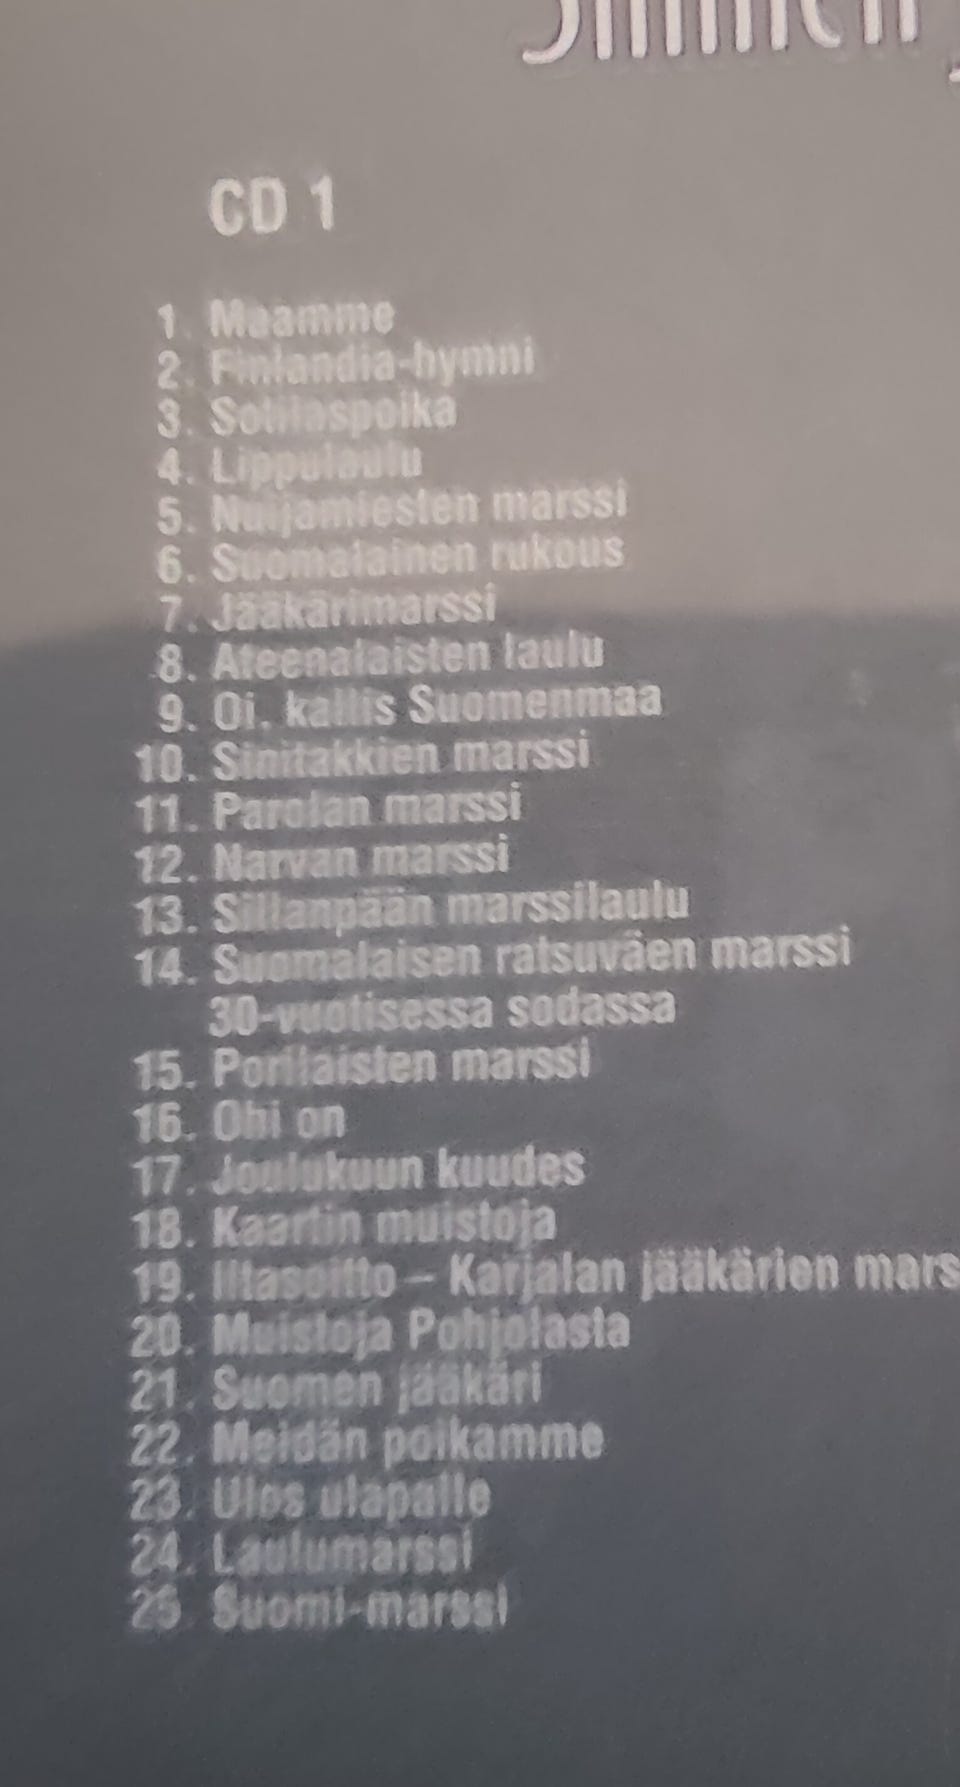 CD 1
1. Maamme
2. Finlandia-hymni
3. Sotilaspoika
4. Lippulaulu
5. Nuijamiesten marssi
6. Suomalainen rukous
7. Jääkärimarssi
8. Ateenalaisten laulu
9. Oi, kallis Suomenmaa
10. Sinitakkien marssi
11. Parolan marssi
12. Narvan marssi
13. Sillanpään marssilaulu
14. Suomalaisen ratsuväen marssi
30-vuotisessa sodassa
15. Porilaisten marssi
16. Ohi on
17. Joulukuun kuudes
18. Kaartin muistoja
19. Iltasoitto – Karjalan jääkärien mars
20. Muistoja Pohjolasta
21. Suomen jääkäri
22. Meidän poikamme
23. Ulos ulapalle
24. Laulumarssi
25. Suomi-marssi